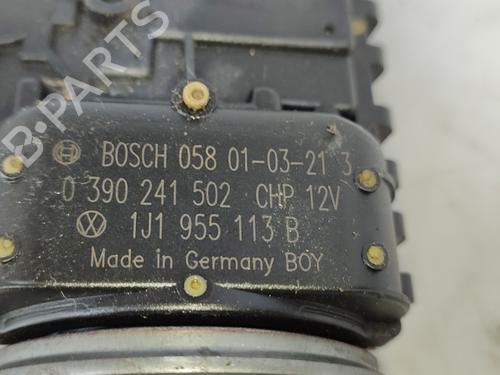 BOSCH 058 01-03-21 3
0 390 241 502 CHP 12V
1J1 955 113 B
Made in Germany BOY
B-PARTS